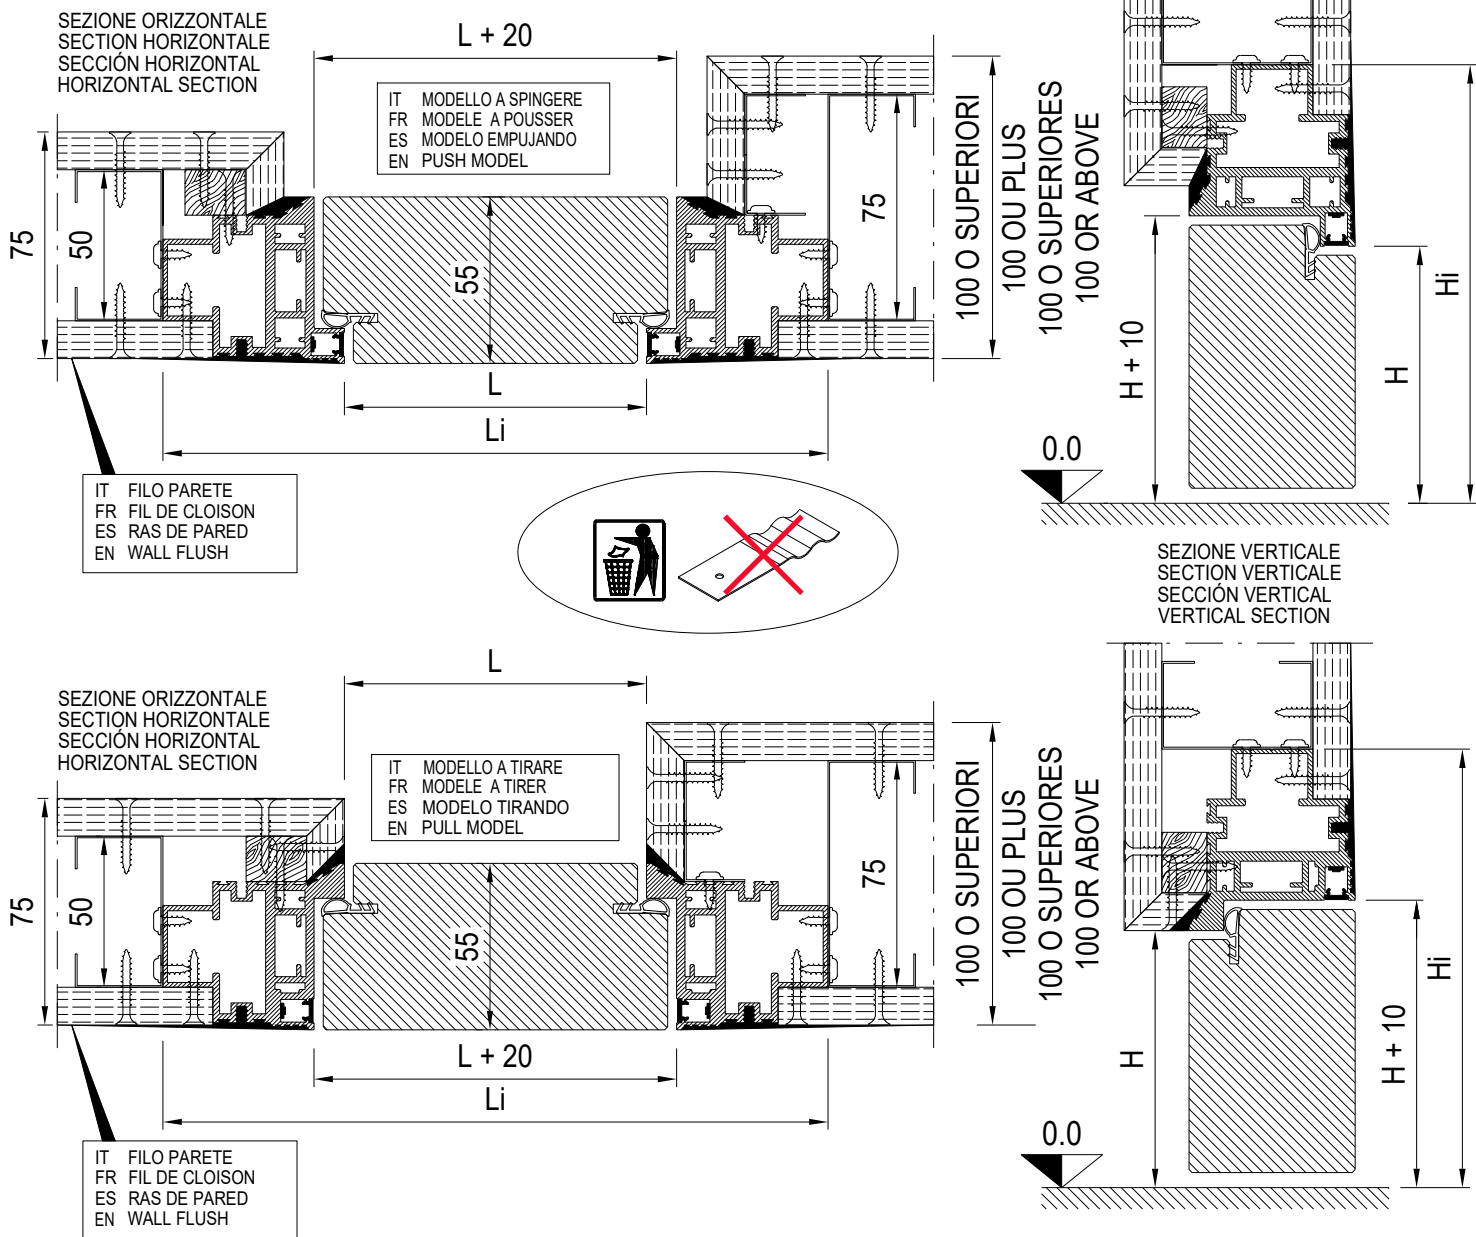 SEZIONE ORIZZONTALE
SECTION HORIZONTALE
SECCIÓN HORIZONTAL
HORIZONTAL SECTION
L + 20
IT MODELLO A SPINGERE
FR MODELE A POUSSER
ES MODELO EMPUJANDO
EN PUSH MODEL
75
50
55
75
100 O SUPERIORI
100 OU PLUS
100 O SUPERIORES
100 OR ABOVE
L
Li
IT FILO PARETE
FR FIL DE CLOISON
ES RAS DE PARED
EN WALL FLUSH
H + 10
H
Hi
0.0
SEZIONE VERTICALE
SECTION VERTICALE
SECCIÓN VERTICAL
VERTICAL SECTION
L
SEZIONE ORIZZONTALE
SECTION HORIZONTALE
SECCIÓN HORIZONTAL
HORIZONTAL SECTION
IT MODELLO A TIRARE
FR MODELE A TIRER
ES MODELO TIRANDO
EN PULL MODEL
75
50
55
75
100 O SUPERIORI
100 OU PLUS
100 O SUPERIORES
100 OR ABOVE
L + 20
Li
IT FILO PARETE
FR FIL DE CLOISON
ES RAS DE PARED
EN WALL FLUSH
H
H + 10
Hi
0.0